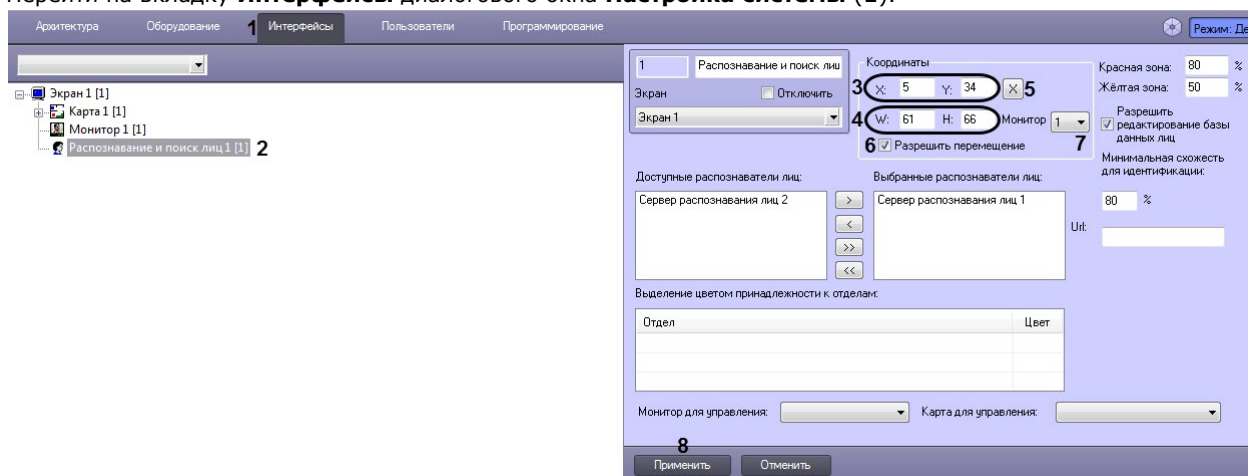 Перейти на вкладку Интерфейсы диалогового окна Настройка системы (1).
Архитектура Оборудование 1 Интерфейсы Пользователи Программирование Режим: Де
Экран 1 [1]
Карта 1 [1]
Монитор 1 [1]
Распознавание и поиск лиц 1 [1] 2
1 Распознавание и поиск лиц
Экран Отключить
Экран 1
Координаты
3 X: 5 Y: 34 X 5
4 W: 61 H: 66 Монитор 1
6 Разрешить перемещение 7
Красная зона: 80 %
Жёлтая зона: 50 %
Разрешить
редактирование базы
данных лиц
Минимальная схожесть
для идентификации:
80 %
Url:
Доступные распознаватели лиц:
Сервер распознавания лиц 2
>
<
>>
<<
Выбранные распознаватели лиц:
Сервер распознавания лиц 1
Выделение цветом принадлежности к отделам:
Отдел Цвет
Монитор для управления: Карта для управления:
8
Применить Отменить